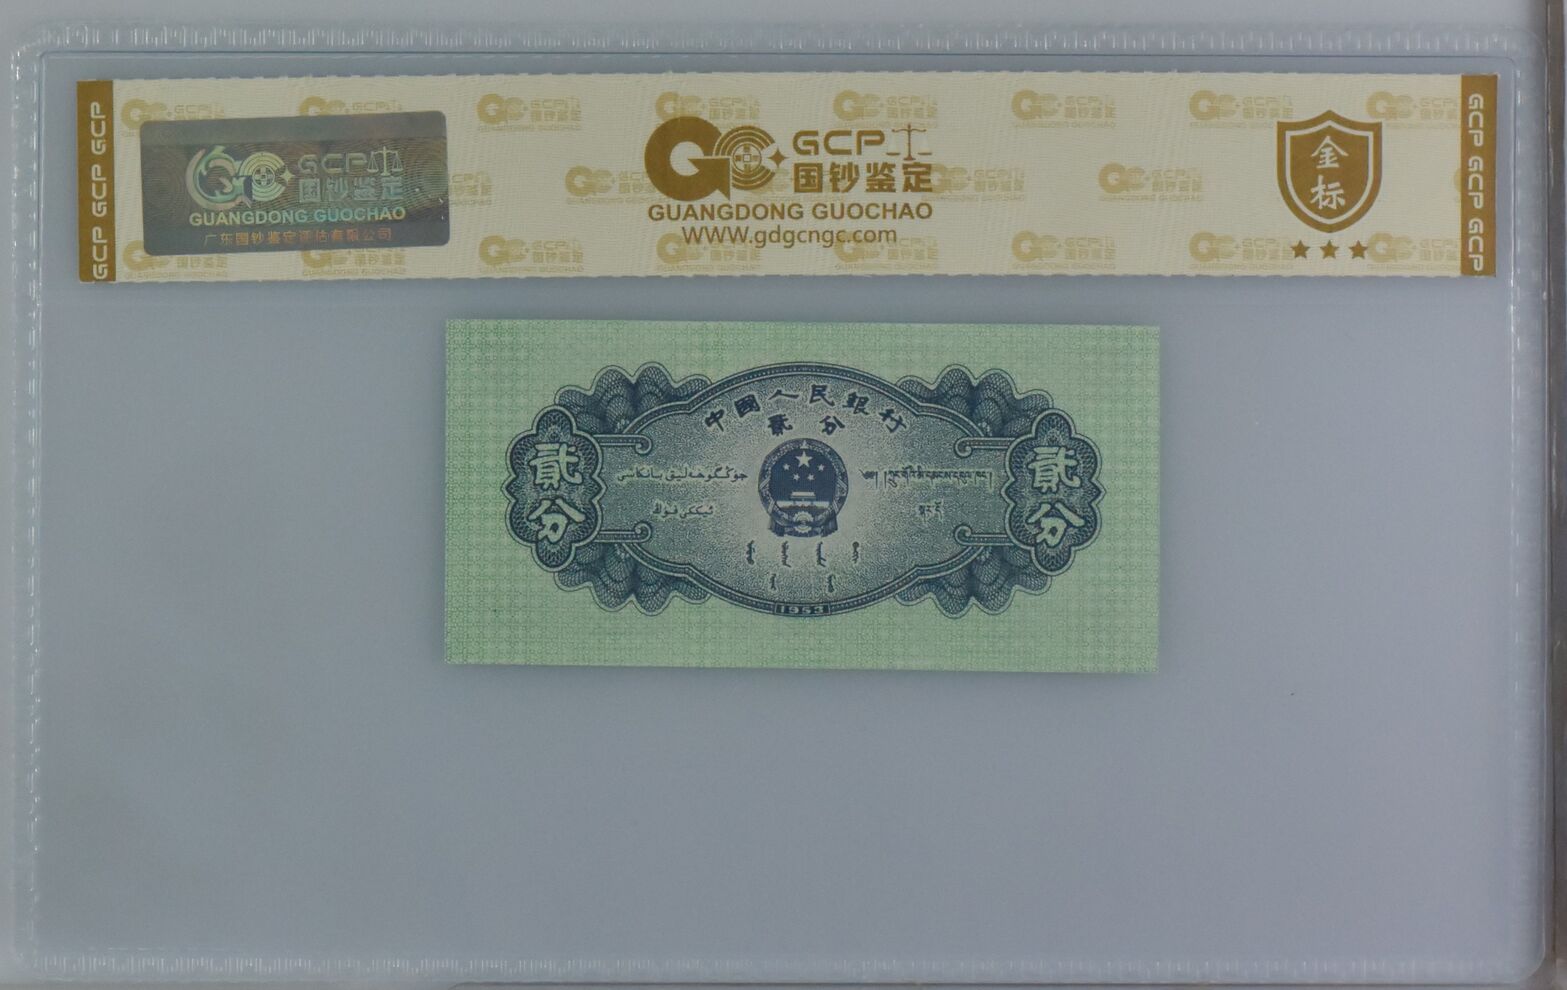 GCP GCP GCP
GCP
国钞鉴定
GUANGDONG GUOCHAO
广东国钞鉴定评估有限公司
GCP
国钞鉴定
GUANGDONG GUOCHAO
WWW.gdgcngc.com
金标
GCP GCP GCP
中國人民銀行
貳分
貳分
貳分
1953